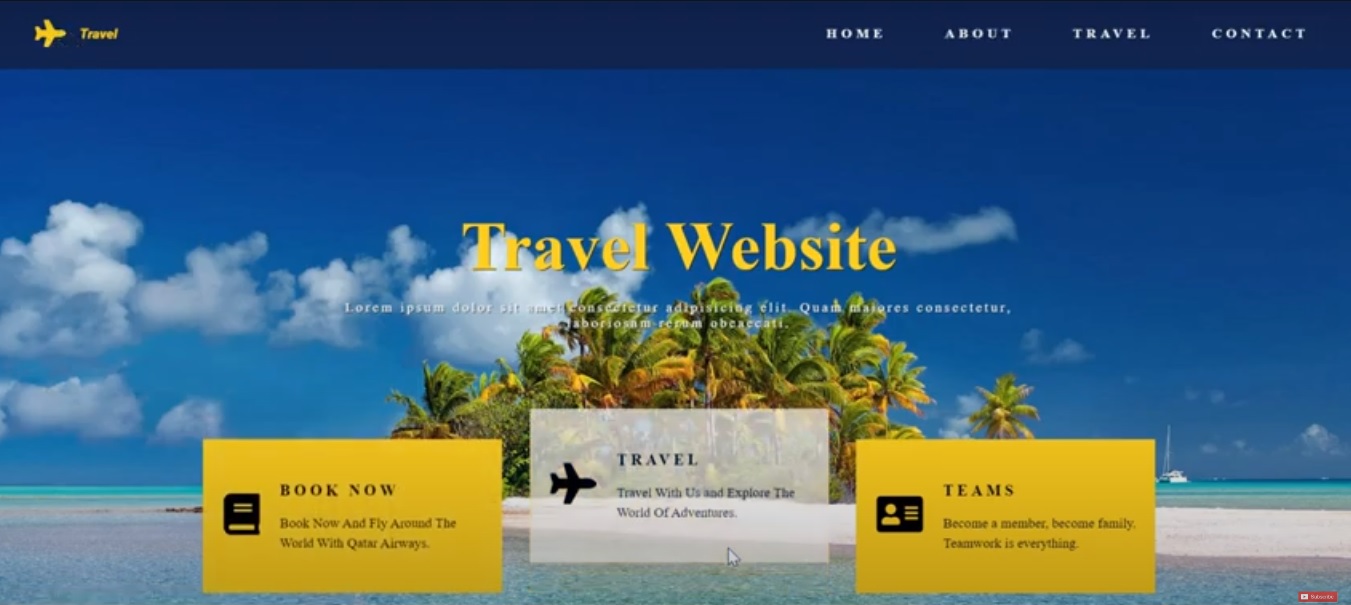 Travel
HOME ABOUT TRAVEL CONTACT
Travel Website
Lorem ipsum dolor sit amet consectetur adipisicing elit. Quam maiores consectetur,
laboriosam rerum obcaecati.
BOOK NOW
Book Now And Fly Around The
World With Qatar Airways.
TRAVEL
Travel With Us and Explore The
World Of Adventures.
TEAMS
Become a member, become family.
Teamwork is everything.
Subscribe